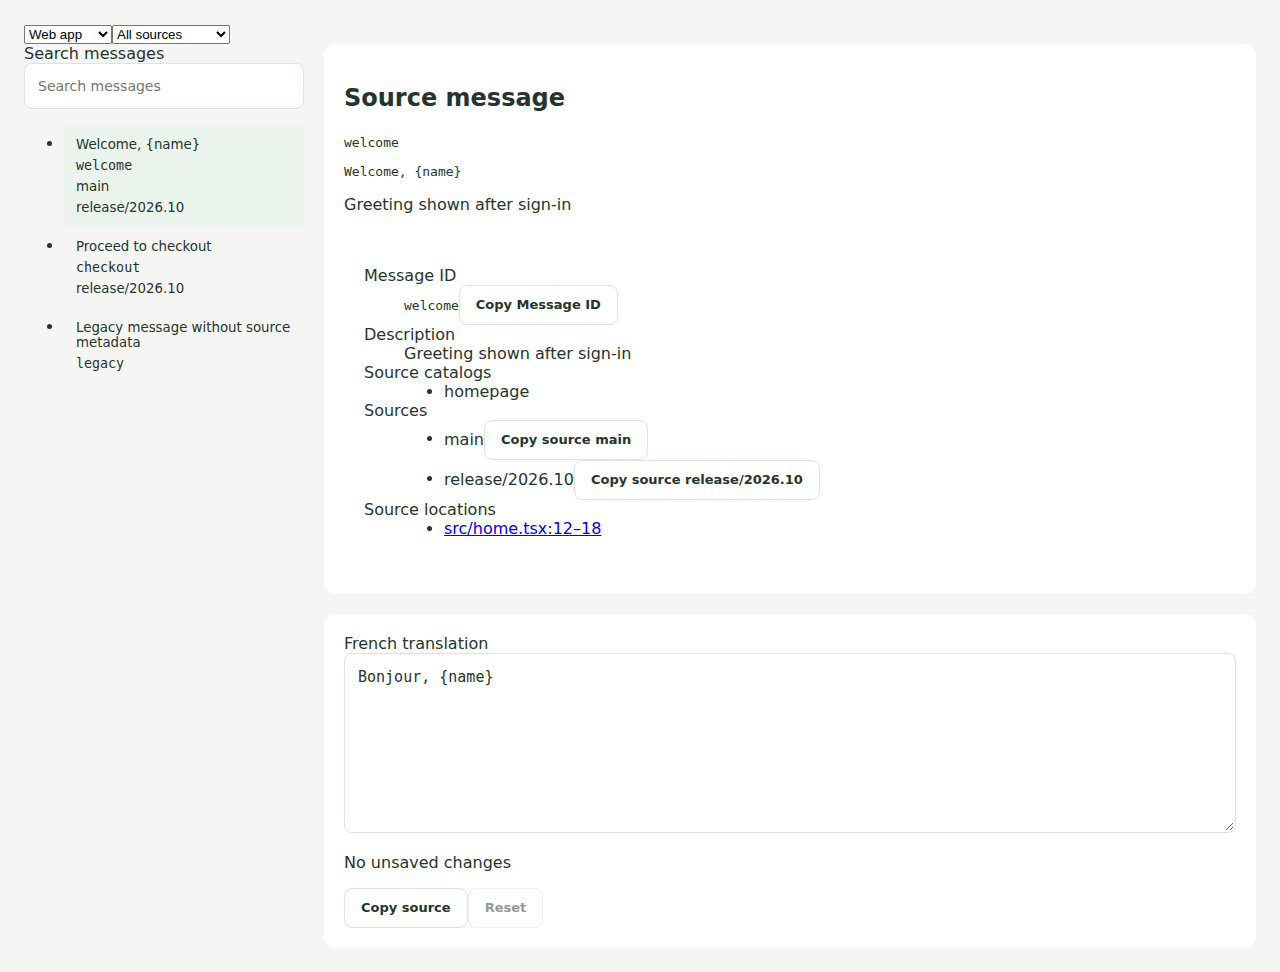 Web app
All sources
Search messages
Search messages
Welcome, {name}
welcome
main
release/2026.10
Proceed to checkout
checkout
release/2026.10
Legacy message without source
metadata
legacy
Source message
welcome
Welcome, {name}
Greeting shown after sign-in
Message ID
welcome
Copy Message ID
Description
Greeting shown after sign-in
Source catalogs
homepage
Sources
main
Copy source main
release/2026.10
Copy source release/2026.10
Source locations
src/home.tsx:12–18
French translation
Bonjour, {name}
No unsaved changes
Copy source
Reset